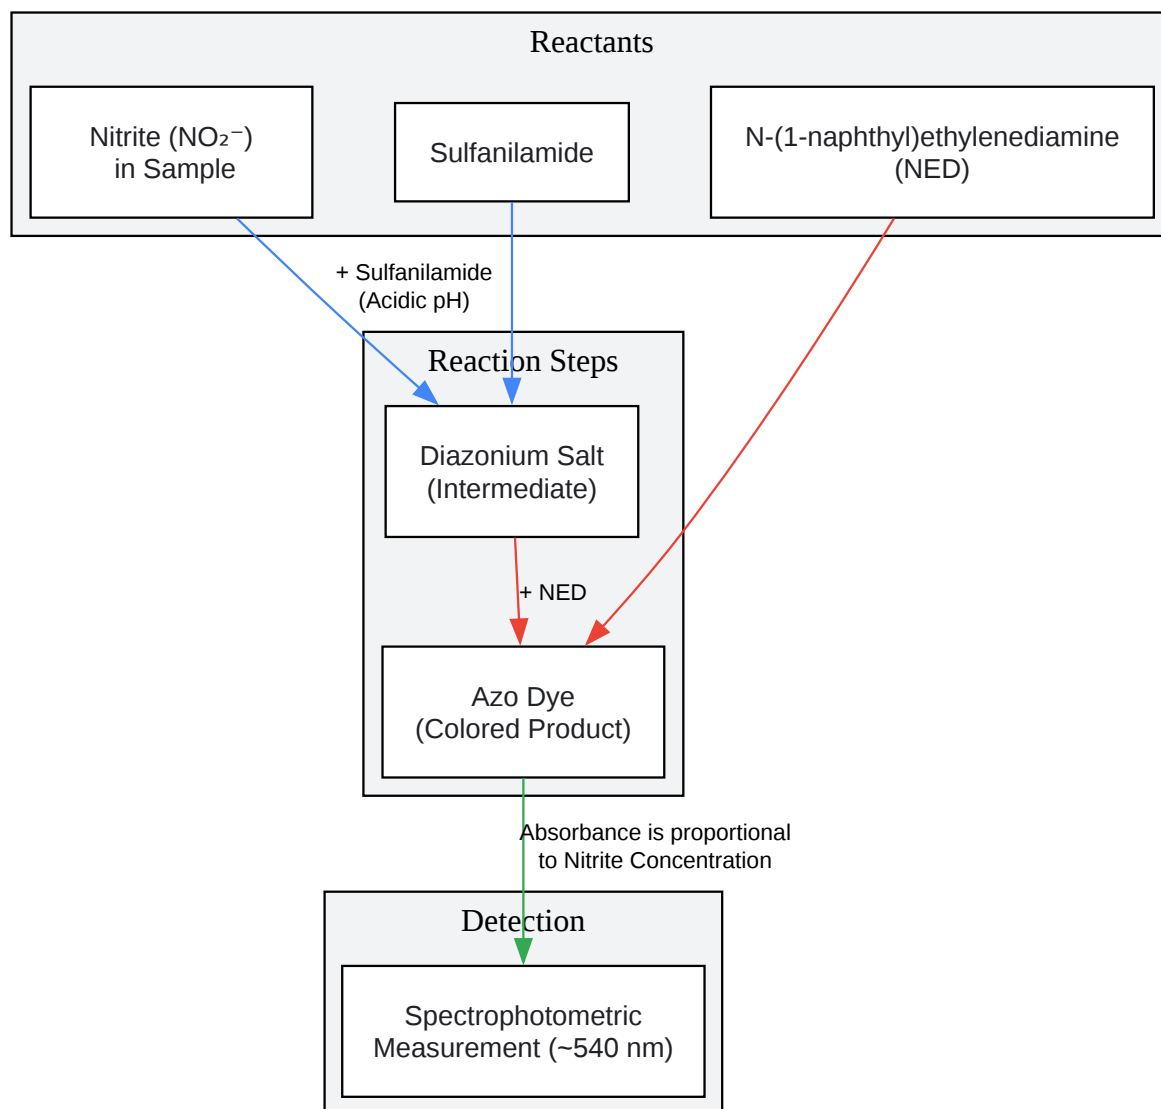 Reactants
Nitrite (NO₂⁻)
in Sample
Sulfanilamide
N-(1-naphthyl)ethylenediamine
(NED)
+ Sulfanilamide
(Acidic pH)
Reaction Steps
Diazonium Salt
(Intermediate)
+ NED
Azo Dye
(Colored Product)
Absorbance is proportional
to Nitrite Concentration
Detection
Spectrophotometric
Measurement (~540 nm)